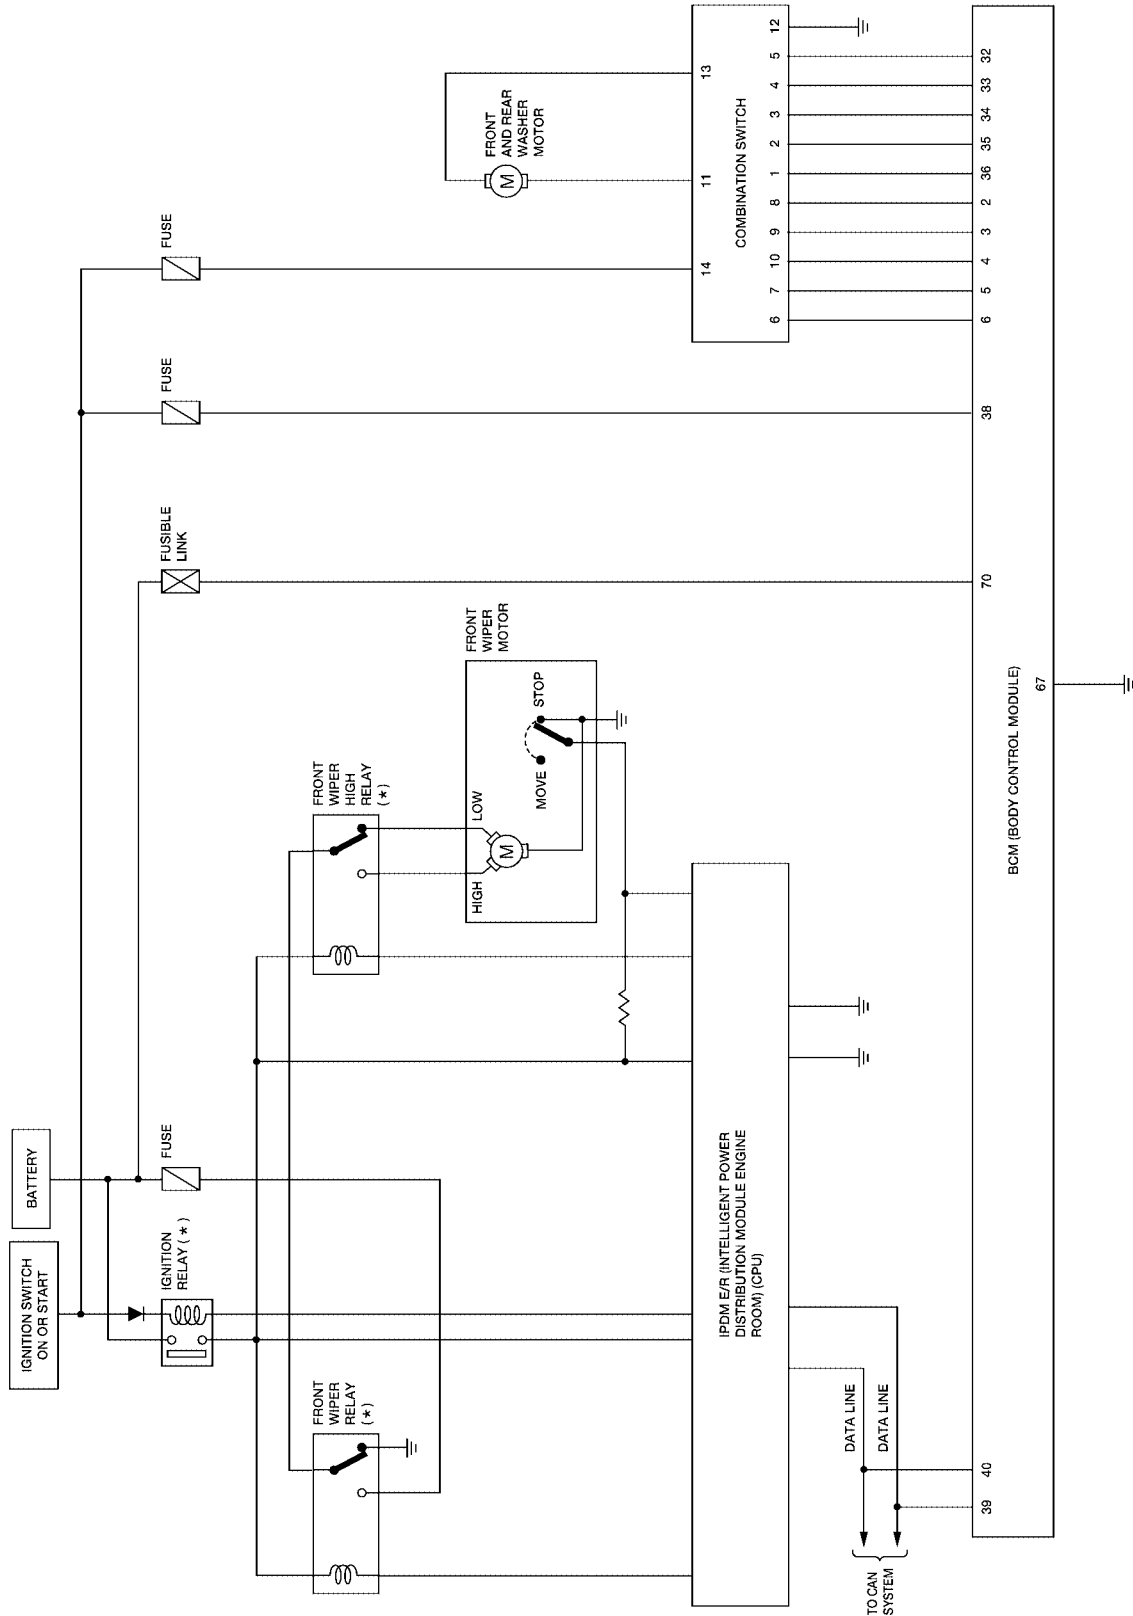 IGNITION SWITCH
ON OR START
BATTERY
IGNITION
RELAY (*)
FUSE
FUSIBLE
LINK
FUSE
FUSE
FRONT
WIPER
RELAY
(*)
FRONT
WIPER
HIGH
RELAY
(*)
FRONT
WIPER
MOTOR
HIGH
LOW
M
MOVE
STOP
FRONT
AND REAR
WASHER
MOTOR
M
14 11 13
IPDM E/R (INTELLIGENT POWER
DISTRIBUTION MODULE ENGINE
ROOM) (CPU)
COMBINATION SWITCH
6 7 10 9 8 1 2 3 4 5 12
DATA LINE
DATA LINE
TO CAN
SYSTEM
39 40 70 38 6 5 4 3 2 36 35 34 33 32
BCM (BODY CONTROL MODULE)
67